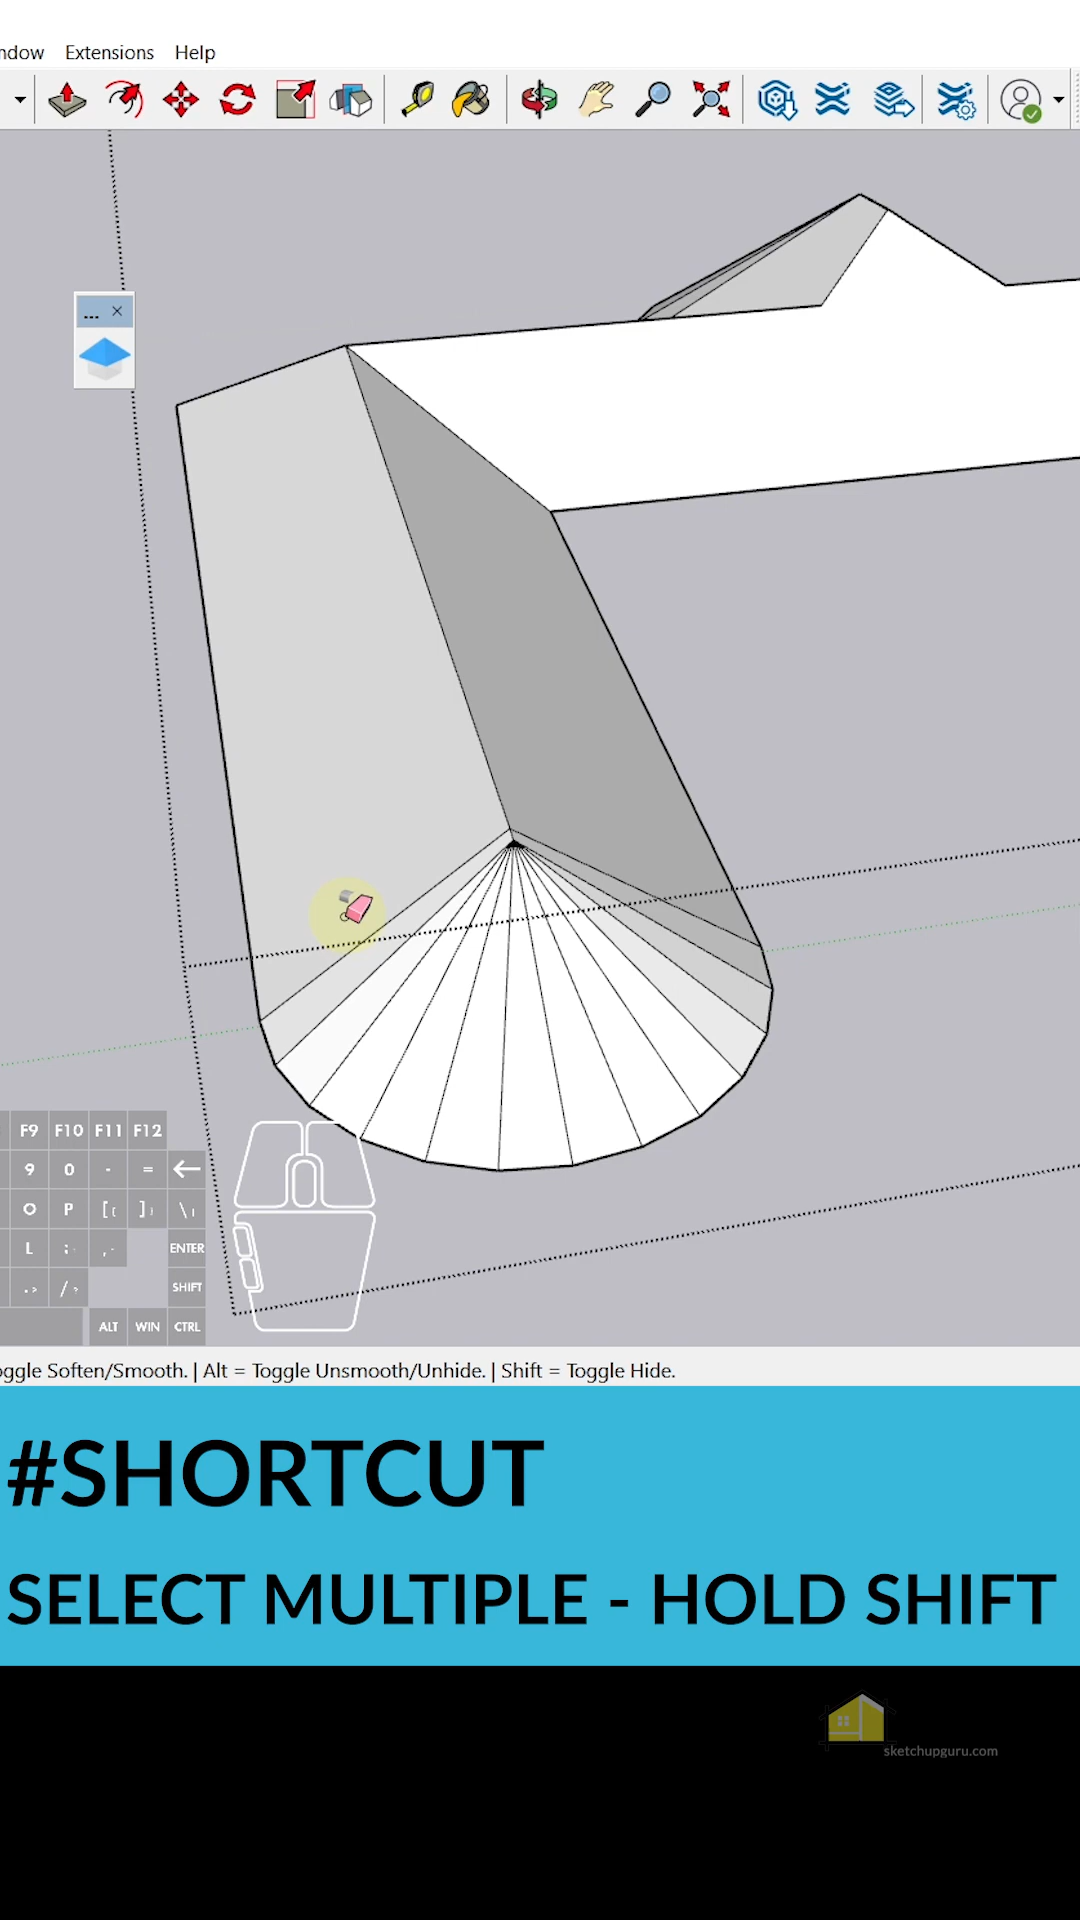 ndow Extensions Help
...
F9 F10 F11 F12
9 0 - =
O P [ ] \
L ; ENTER
. > / ? SHIFT
ALT WIN CTRL
oggle Soften/Smooth. | Alt = Toggle Unsmooth/Unhide. | Shift = Toggle Hide.
#SHORTCUT
SELECT MULTIPLE - HOLD SHIFT
sketchupguru.com